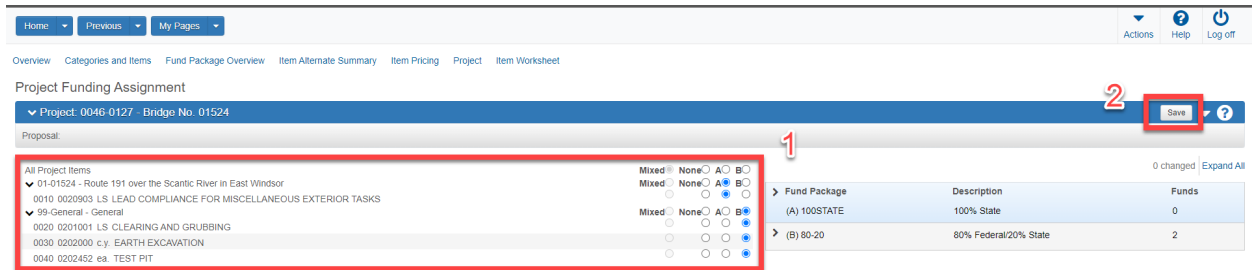 Home Previous My Pages Actions Help Log off
Overview Categories and Items Fund Package Overview Item Alternate Summary Item Pricing Project Item Worksheet
Project Funding Assignment
2
Project: 0046-0127 - Bridge No. 01524 Save ?
Proposal:
1
0 changed Expand All
All Project Items Mixed None A B
01-01524 - Route 191 over the Scantic River in East Windsor Mixed None A B
0010 0020903 LS LEAD COMPLIANCE FOR MISCELLANEOUS EXTERIOR TASKS
99-General - General Mixed None A B
0020 0201001 LS CLEARING AND GRUBBING
0030 0202000 c.y. EARTH EXCAVATION
0040 0202452 ea. TEST PIT
Fund Package Description Funds
(A) 100STATE 100% State 0
(B) 80-20 80% Federal/20% State 2